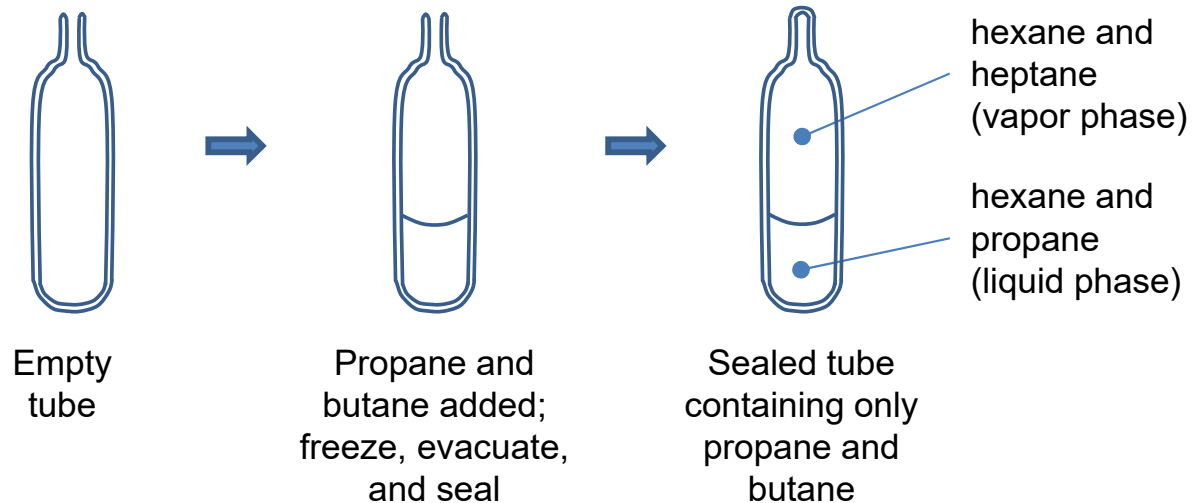 hexane and
heptane
(vapor phase)
hexane and
propane
(liquid phase)
Empty
tube
Propane and
butane added;
freeze, evacuate,
and seal
Sealed tube
containing only
propane and
butane